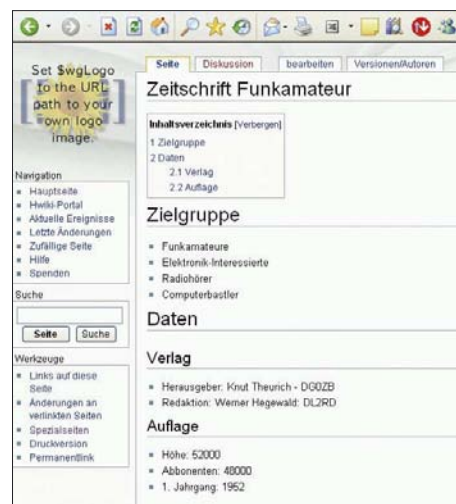 Set $wgLogo
to the URL
path to your
own logo
image.
Navigation
Hauptseite
Hwiki-Portal
Aktuelle Ereignisse
Letzte Änderungen
Zufällige Seite
Hilfe
Spenden
Suche
Seite Suche
Werkzeuge
Links auf diese
Seite
Änderungen an
verlinkten Seiten
Spezialseiten
Druckversion
Permanentlink
Seite Diskussion bearbeiten Versionen/Autoren
Zeitschrift Funkamateur
Inhaltsverzeichnis [Verbergen]
1 Zielgruppe
2 Daten
2.1 Verlag
2.2 Auflage
Zielgruppe
Funkamateure
Elektronik-Interessierte
Radiohörer
Computerbastler
Daten
Verlag
Herausgeber: Knut Theurich - DG0ZB
Redaktion: Werner Hegewald: DL2RD
Auflage
Höhe: 52000
Abbonenten: 48000
1. Jahrgang: 1952